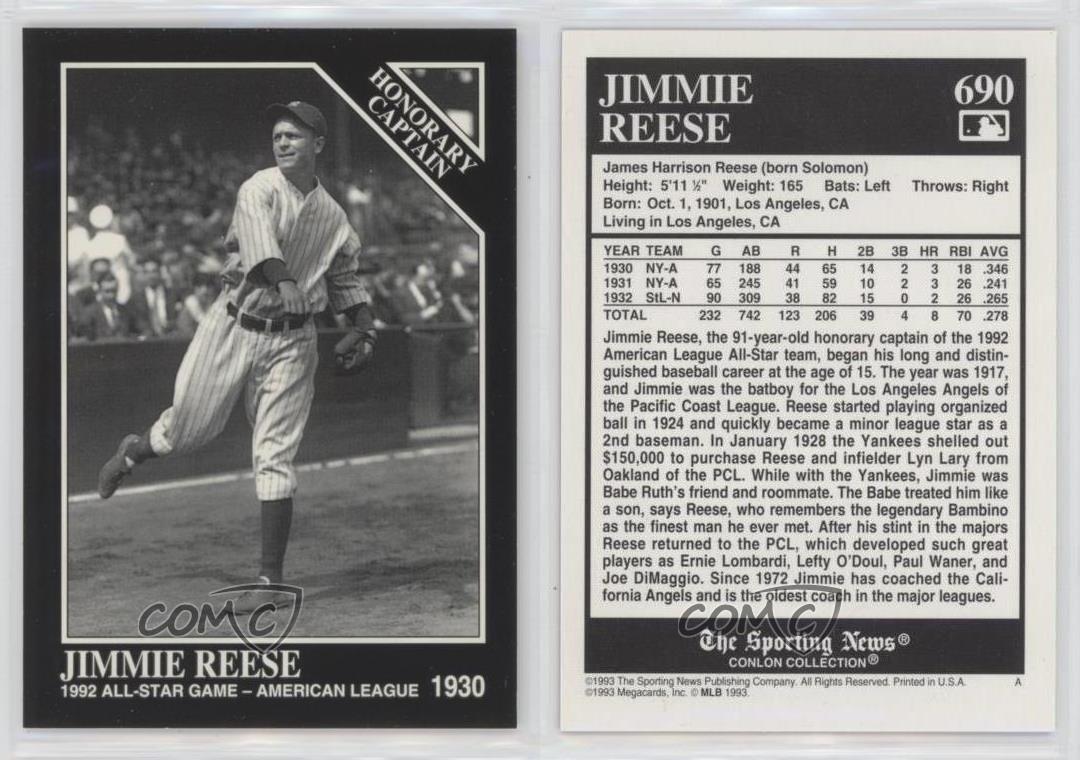 HONORARY
CAPTAIN
COMC
JIMMIE REESE
1992 ALL-STAR GAME – AMERICAN LEAGUE 1930
JIMMIE
REESE
690
James Harrison Reese (born Solomon)
Height: 5'11 ½" Weight: 165 Bats: Left Throws: Right
Born: Oct. 1, 1901, Los Angeles, CA
Living in Los Angeles, CA
YEAR TEAM G AB R H 2B 3B HR RBI AVG
1930 NY-A 77 188 44 65 14 2 3 18 .346
1931 NY-A 65 245 41 59 10 2 3 26 .241
1932 StL-N 90 309 38 82 15 0 2 26 .265
TOTAL 232 742 123 206 39 4 8 70 .278
Jimmie Reese, the 91-year-old honorary captain of the 1992
American League All-Star team, began his long and distin-
guished baseball career at the age of 15. The year was 1917,
and Jimmie was the batboy for the Los Angeles Angels of
the Pacific Coast League. Reese started playing organized
ball in 1924 and quickly became a minor league star as a
2nd baseman. In January 1928 the Yankees shelled out
$150,000 to purchase Reese and infielder Lyn Lary from
Oakland of the PCL. While with the Yankees, Jimmie was
Babe Ruth's friend and roommate. The Babe treated him like
a son, says Reese, who remembers the legendary Bambino
as the finest man he ever met. After his stint in the majors
Reese returned to the PCL, which developed such great
players as Ernie Lombardi, Lefty O'Doul, Paul Waner, and
Joe DiMaggio. Since 1972 Jimmie has coached the Cali-
fornia Angels and is the oldest coach in the major leagues.
COMC
The Sporting News®
CONLON COLLECTION®
©1993 The Sporting News Publishing Company. All Rights Reserved. Printed in U.S.A. A
©1993 Megacards, Inc. © MLB 1993.